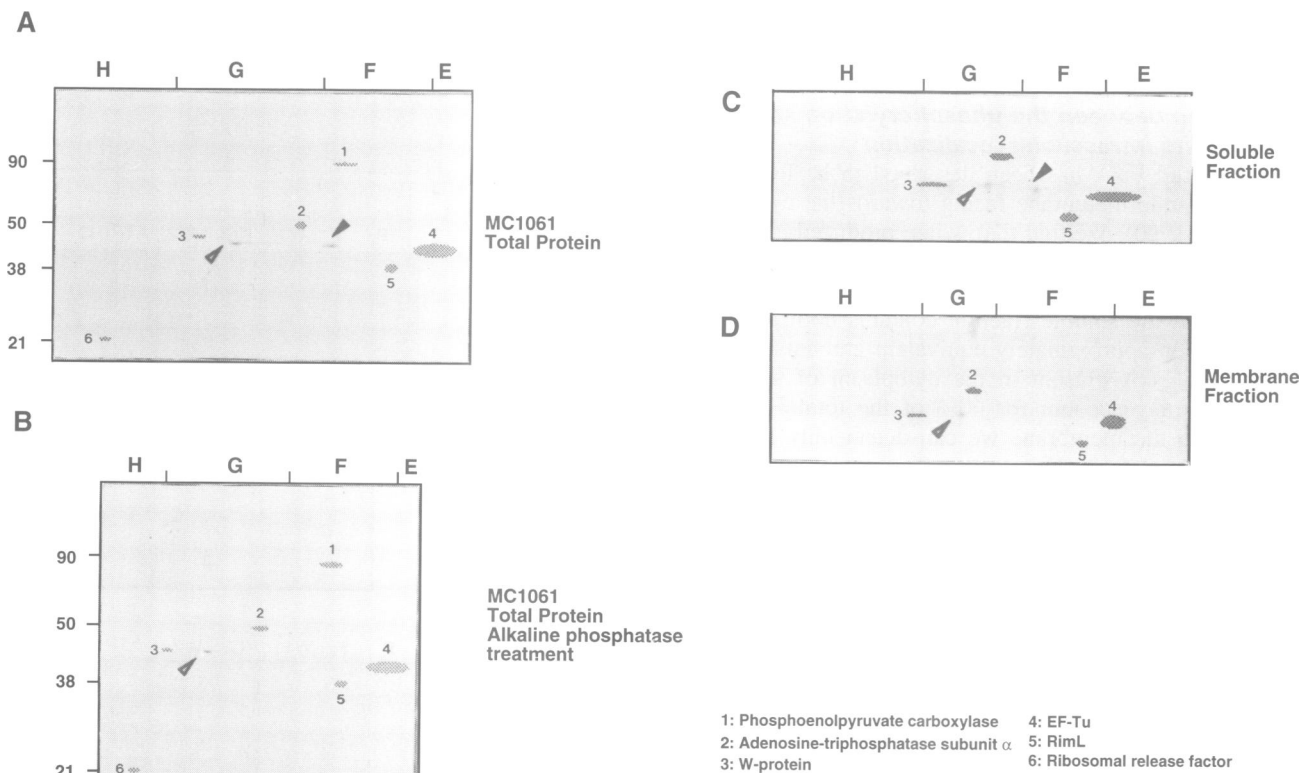 A
H G F E
90
50
38
21
1
2
3
4
5
6
MC1061
Total Protein
B
H G F E
90
50
38
21
1
2
3
4
5
6
MC1061
Total Protein
Alkaline phosphatase
treatment
C
H G F E
2
3
4
5
Soluble
Fraction
D
H G F E
2
3
4
5
Membrane
Fraction
1: Phosphoenolpyruvate carboxylase
2: Adenosine-triphosphatase subunit α
3: W-protein
4: EF-Tu
5: RimL
6: Ribosomal release factor